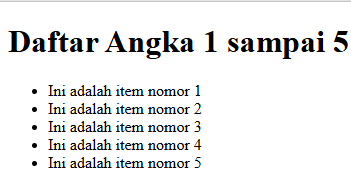 Daftar Angka 1 sampai 5
Ini adalah item nomor 1
Ini adalah item nomor 2
Ini adalah item nomor 3
Ini adalah item nomor 4
Ini adalah item nomor 5